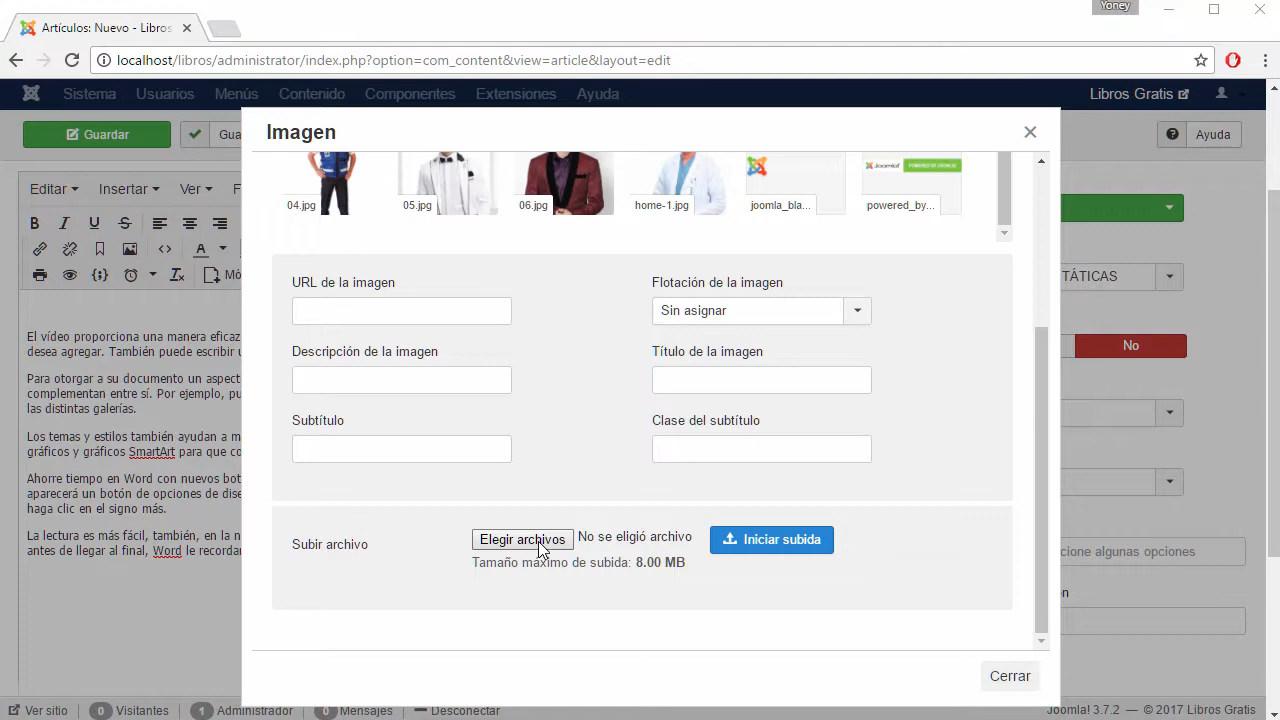 Yoney
Artículos: Nuevo - Libros
localhost/libros/administrator/index.php?option=com_content&view=article&layout=edit
Sistema Usuarios Menús Contenido Componentes Extensiones Ayuda Libros Gratis
Guardar Gua Ayuda
Imagen
Editar Insertar Ver F
04.jpg 05.jpg 06.jpg home-1.jpg joomla_bla... powered_by...
Joomla!
B I U
A
Mó
URL de la imagen Flotación de la imagen
Sin asignar
TÁTICAS
El vídeo proporciona una manera eficaz
desea agregar. También puede escribir u
Descripción de la imagen Título de la imagen
No
Para otorgar a su documento un aspect
complementan entre sí. Por ejemplo, pu
las distintas galerías.
Subtítulo Clase del subtítulo
Los temas y estilos también ayudan a m
gráficos y gráficos SmartArt para que co
Ahorre tiempo en Word con nuevos bot
aparecerá un botón de opciones de dise
haga clic en el signo más.
La lectura es más fácil, también, en la n
antes de llegar al final, Word le recordar
Subir archivo Elegir archivos No se eligió archivo Iniciar subida
Tamaño máximo de subida: 8.00 MB
cione algunas opciones
n
Cerrar
Ver sitio 0 Visitantes 1 Administrador 0 Mensajes Desconectar Joomla! 3.7.2 — © 2017 Libros Gratis